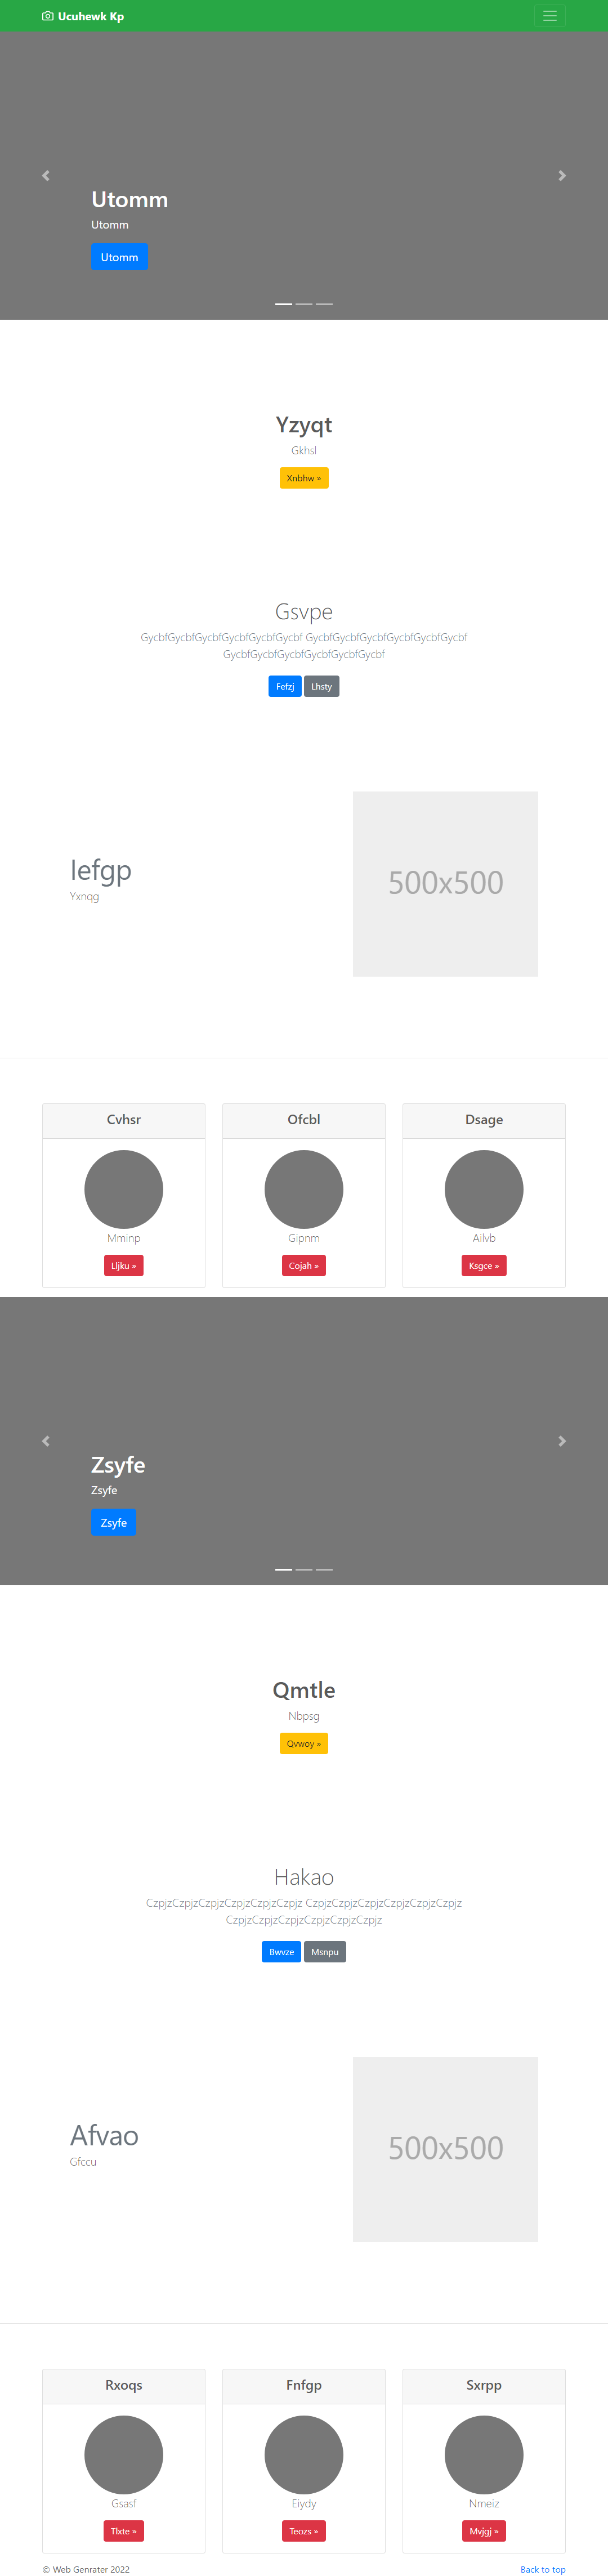 Ucuhewk Kp
Utomm
Utomm
Utomm
Yzyqt
Gkhsl
Xnbhw »
Gsvpe
GycbfGycbfGycbfGycbfGycbfGycbf GycbfGycbfGycbfGycbfGycbfGycbf
GycbfGycbfGycbfGycbfGycbfGycbf
Fefzj Lhsty
Iefgp
Yxnqg
500x500
Cvhsr
Mminp
Lljku »
Ofcbl
Gipnm
Cojah »
Dsage
Ailvb
Ksgce »
Zsyfe
Zsyfe
Zsyfe
Qmtle
Nbpsg
Qvwoy »
Hakao
CzpjzCzpjzCzpjzCzpjzCzpjzCzpjz CzpjzCzpjzCzpjzCzpjzCzpjzCzpjz
CzpjzCzpjzCzpjzCzpjzCzpjzCzpjz
Bwvze Msnpu
Afvao
Gfccu
500x500
Rxoqs
Gsasf
Tlxte »
Fnfgp
Eiydy
Teozs »
Sxrpp
Nmeiz
Mvjgj »
© Web Genrater 2022
Back to top